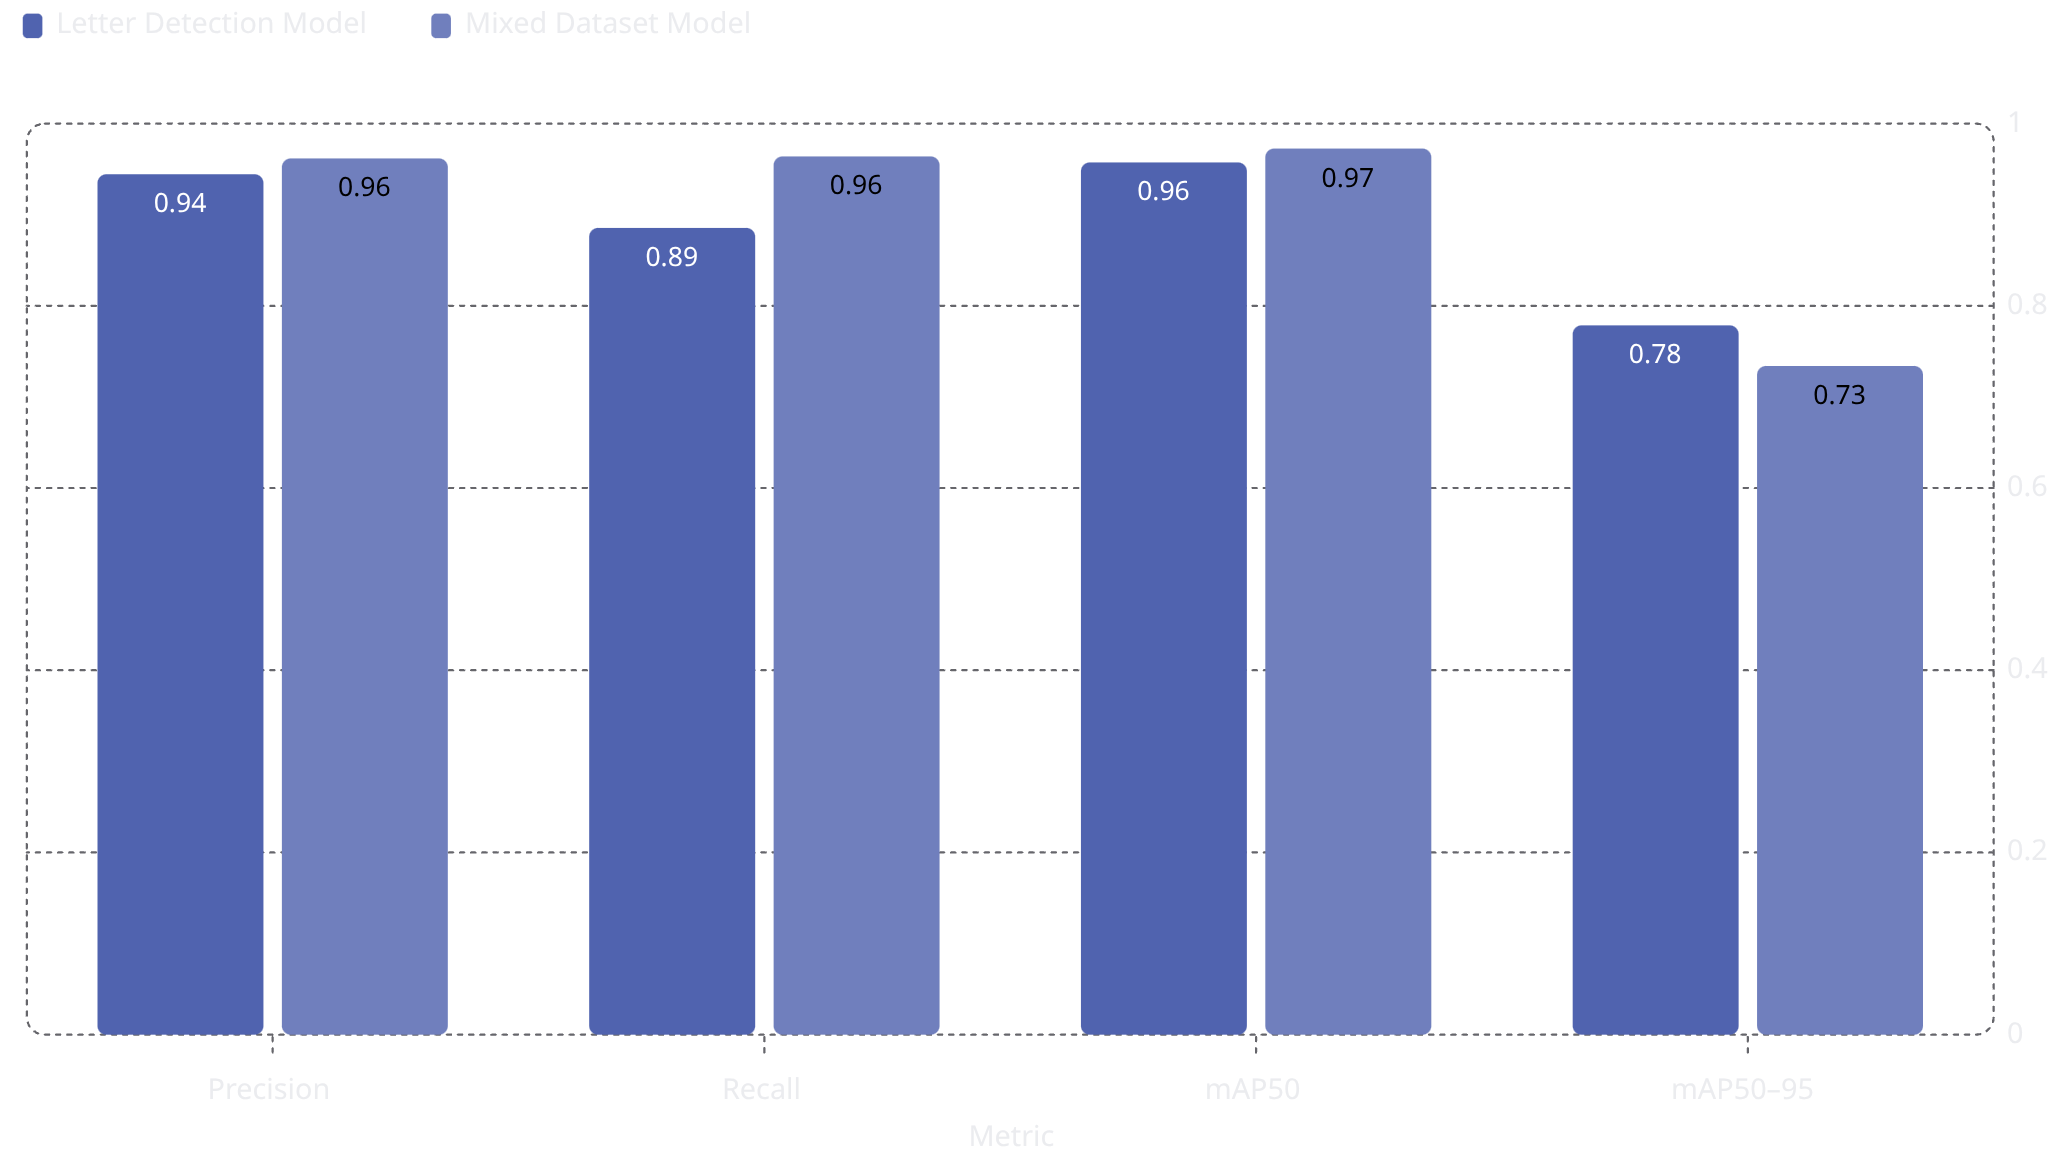 Letter Detection Model Mixed Dataset Model
1
0.94 0.96 0.89 0.96 0.96 0.97 0.78 0.73
0.8
0.6
0.4
0.2
0
Precision Recall mAP50 mAP50–95
Metric